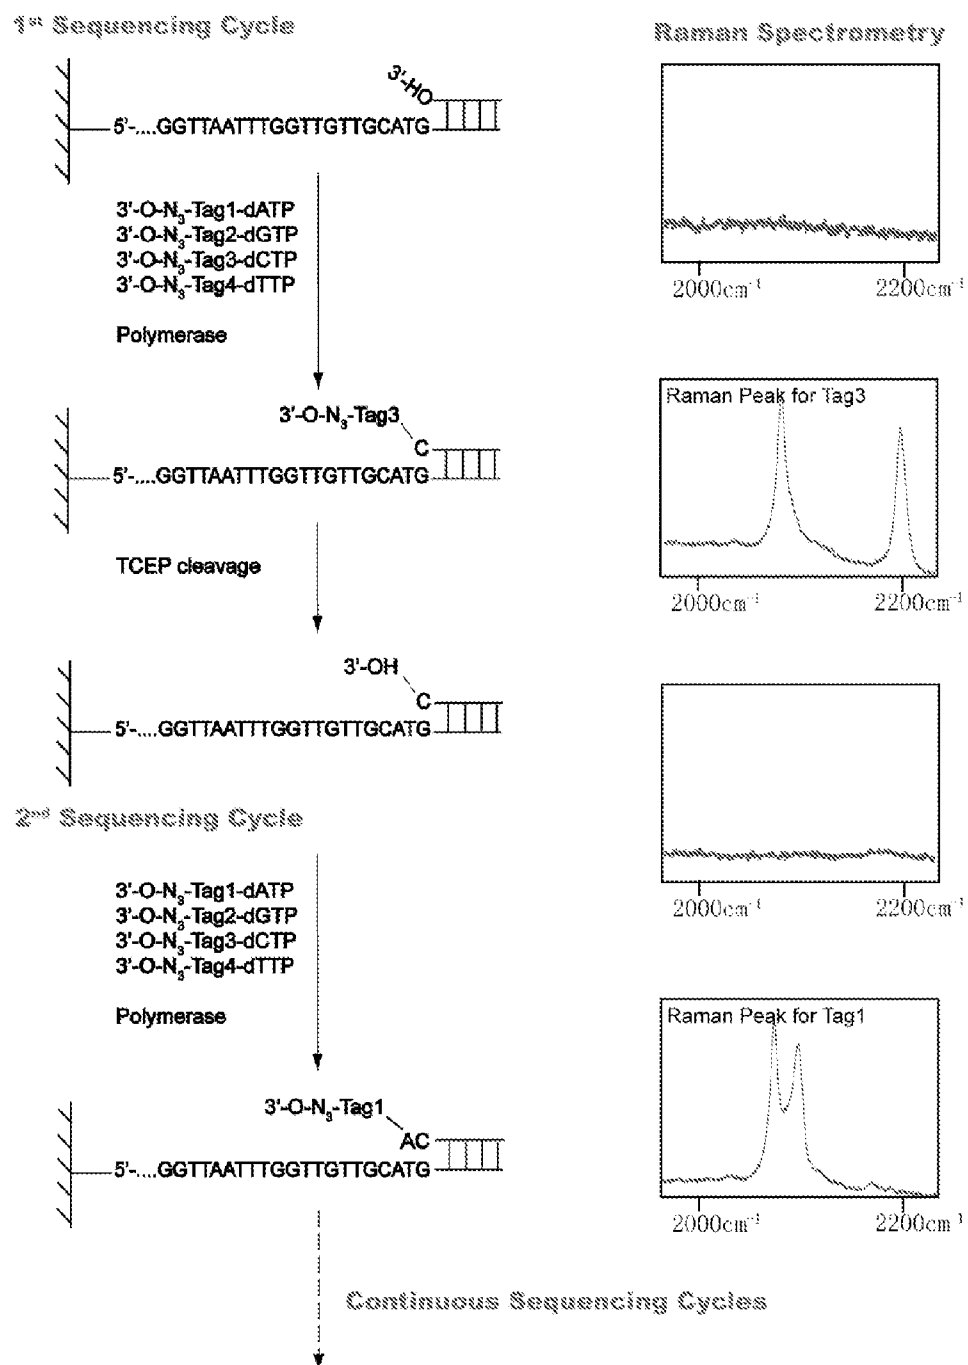 1st Sequencing Cycle
Raman Spectrometry
3'-HO
5'-....GGTTAATTTGGTTGTTGCATG
3'-O-N3-Tag1-dATP
3'-O-N3-Tag2-dGTP
3'-O-N3-Tag3-dCTP
3'-O-N3-Tag4-dTTP
Polymerase
2000cm-1
2200cm-1
3'-O-N3-Tag3
C
5'-....GGTTAATTTGGTTGTTGCATG
Raman Peak for Tag3
2000cm-1
2200cm-1
TCEP cleavage
3'-OH
C
5'-....GGTTAATTTGGTTGTTGCATG
2000cm-1
2200cm-1
2nd Sequencing Cycle
3'-O-N3-Tag1-dATP
3'-O-N3-Tag2-dGTP
3'-O-N3-Tag3-dCTP
3'-O-N3-Tag4-dTTP
Polymerase
Raman Peak for Tag1
2000cm-1
2200cm-1
3'-O-N3-Tag1
AC
5'-....GGTTAATTTGGTTGTTGCATG
Continuous Sequencing Cycles